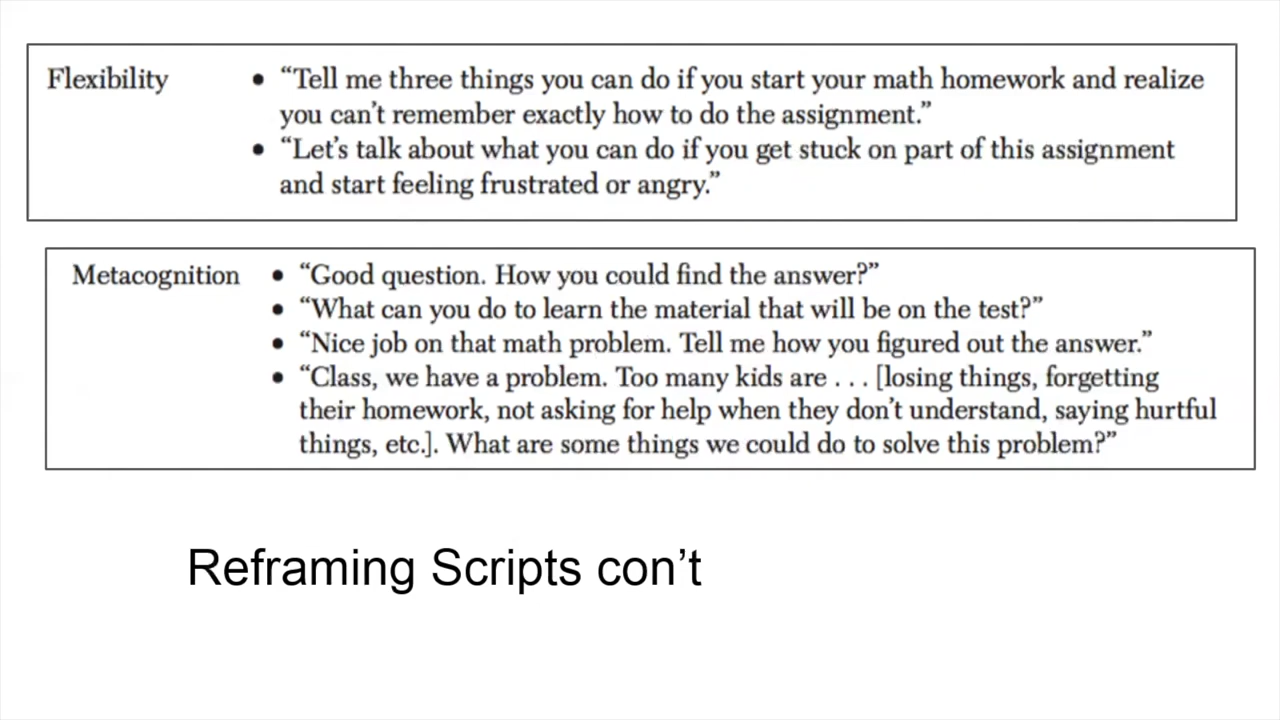 Flexibility
• “Tell me three things you can do if you start your math homework and realize
you can’t remember exactly how to do the assignment.”
• “Let’s talk about what you can do if you get stuck on part of this assignment
and start feeling frustrated or angry.”
Metacognition
• “Good question. How you could find the answer?”
• “What can you do to learn the material that will be on the test?”
• “Nice job on that math problem. Tell me how you figured out the answer.”
• “Class, we have a problem. Too many kids are . . . [losing things, forgetting
their homework, not asking for help when they don’t understand, saying hurtful
things, etc.]. What are some things we could do to solve this problem?”
Reframing Scripts con’t